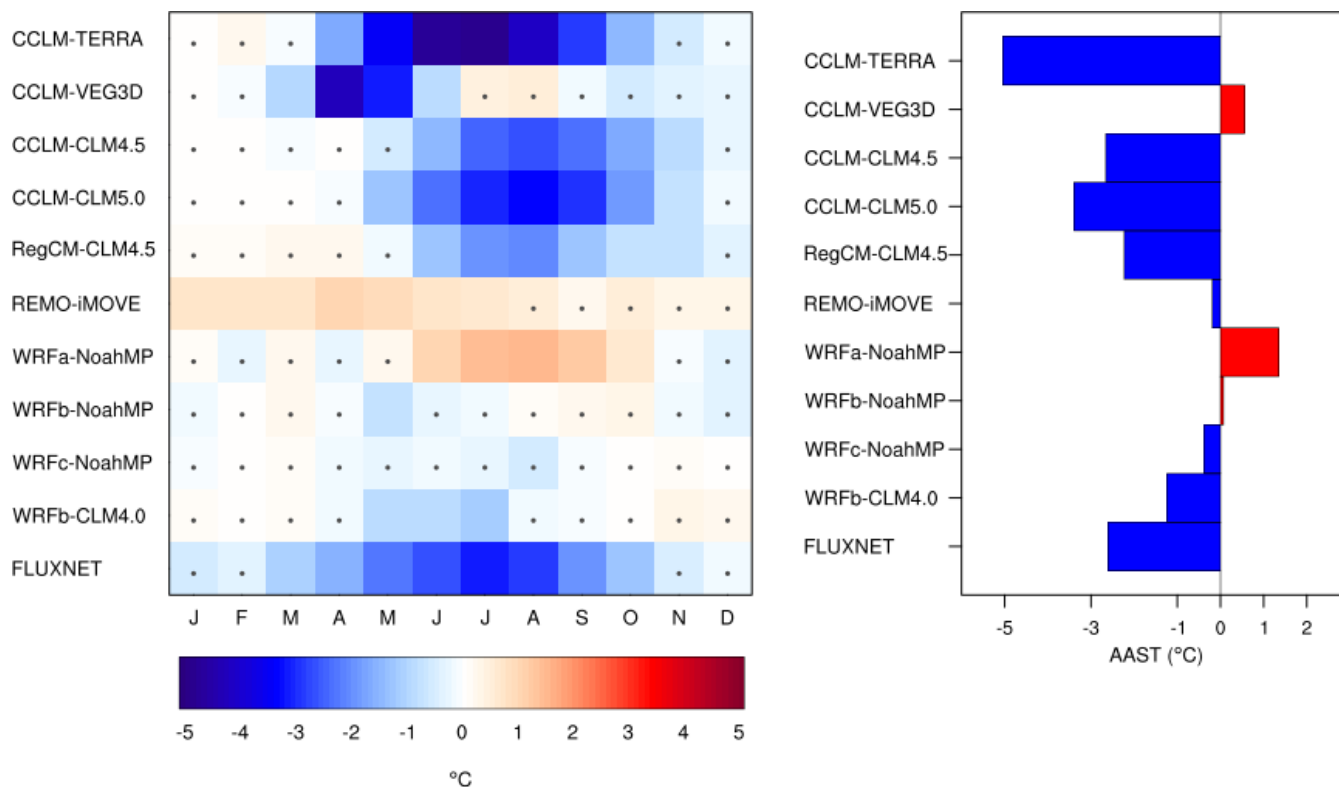 CCLM-TERRA
CCLM-VEG3D
CCLM-CLM4.5
CCLM-CLM5.0
RegCM-CLM4.5
REMO-iMOVE
WRFa-NoahMP
WRFb-NoahMP
WRFc-NoahMP
WRFb-CLM4.0
FLUXNET
J F M A M J J A S O N D
-5 -4 -3 -2 -1 0 1 2 3 4 5
°C
CCLM-TERRA
CCLM-VEG3D
CCLM-CLM4.5
CCLM-CLM5.0
RegCM-CLM4.5
REMO-iMOVE
WRFa-NoahMP
WRFb-NoahMP
WRFc-NoahMP
WRFb-CLM4.0
FLUXNET
-5 -3 -1 0 1 2
AAST (°C)